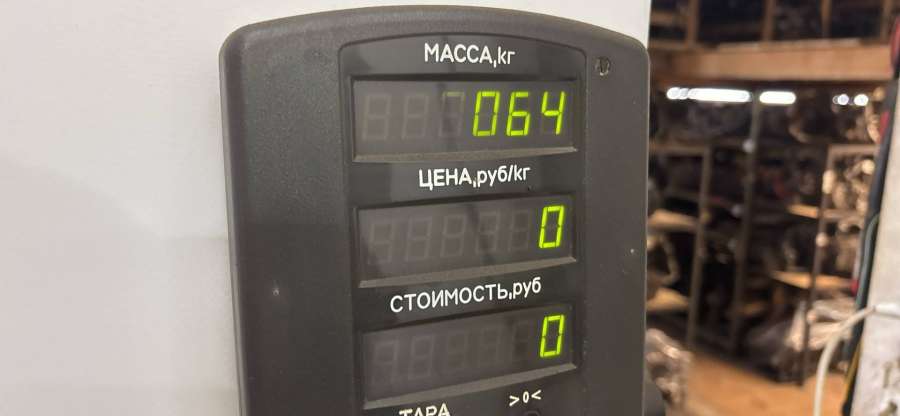 МАССА,кг
064
ЦЕНА,руб/кг
0
СТОИМОСТЬ,руб
0
ТАРА >0<